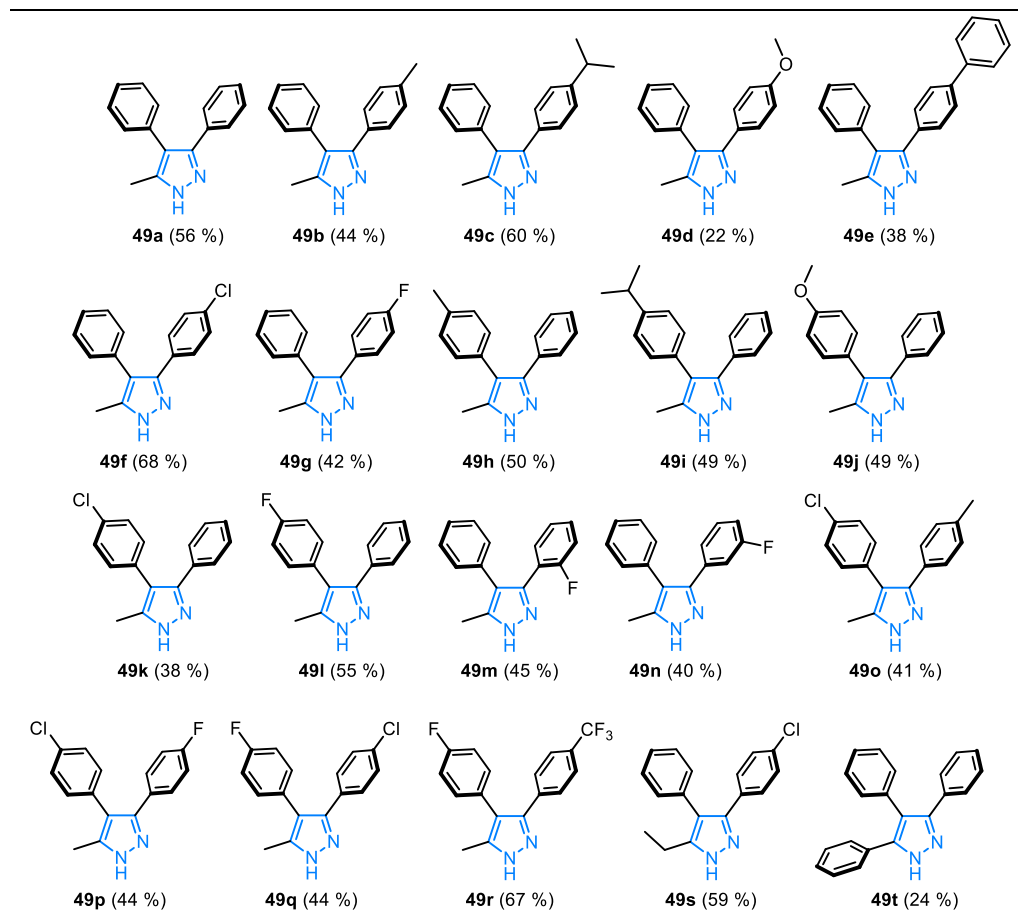 O
N
N
H
N
N
H
N
N
H
N
N
H
N
N
H
49a (56 %) 49b (44 %) 49c (60 %) 49d (22 %) 49e (38 %)
Cl F O
N
N
H
N
N
H
N
N
H
N
N
H
N
N
H
49f (68 %) 49g (42 %) 49h (50 %) 49i (49 %) 49j (49 %)
Cl F F F Cl
N
N
H
N
N
H
N
N
H
N
N
H
N
N
H
49k (38 %) 49l (55 %) 49m (45 %) 49n (40 %) 49o (41 %)
Cl F F Cl F CF3 Cl
N
N
H
N
N
H
N
N
H
N
N
H
N
N
H
49p (44 %) 49q (44 %) 49r (67 %) 49s (59 %) 49t (24 %)